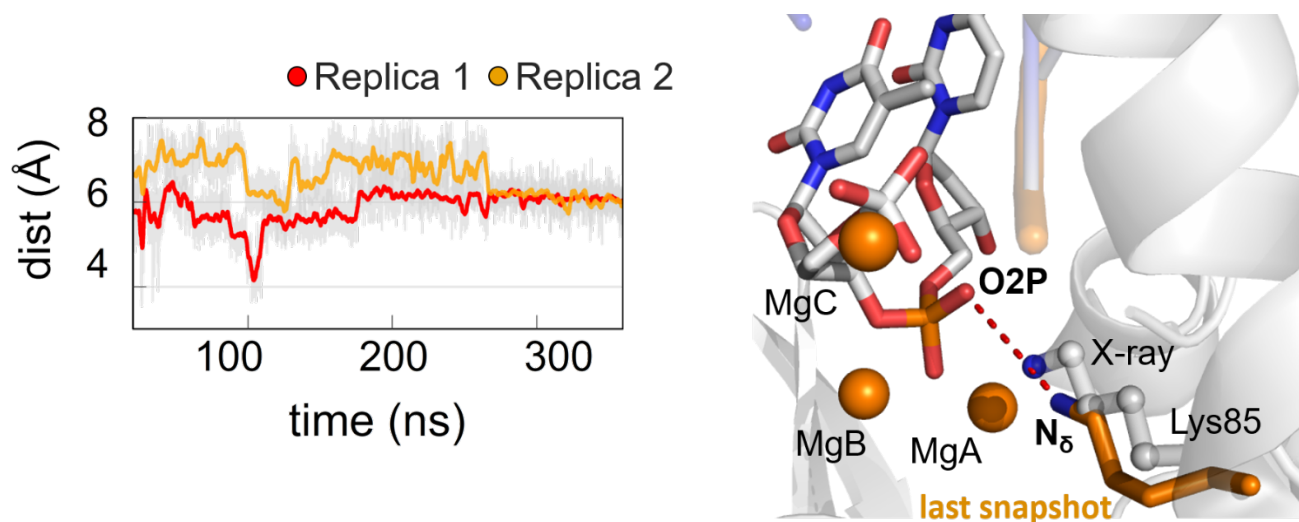 Replica 1 Replica 2
8
6
4
dist (Å)
100 200 300
time (ns)
O2P
MgC
X-ray
Lys85
MgB
MgA
Nδ
last snapshot